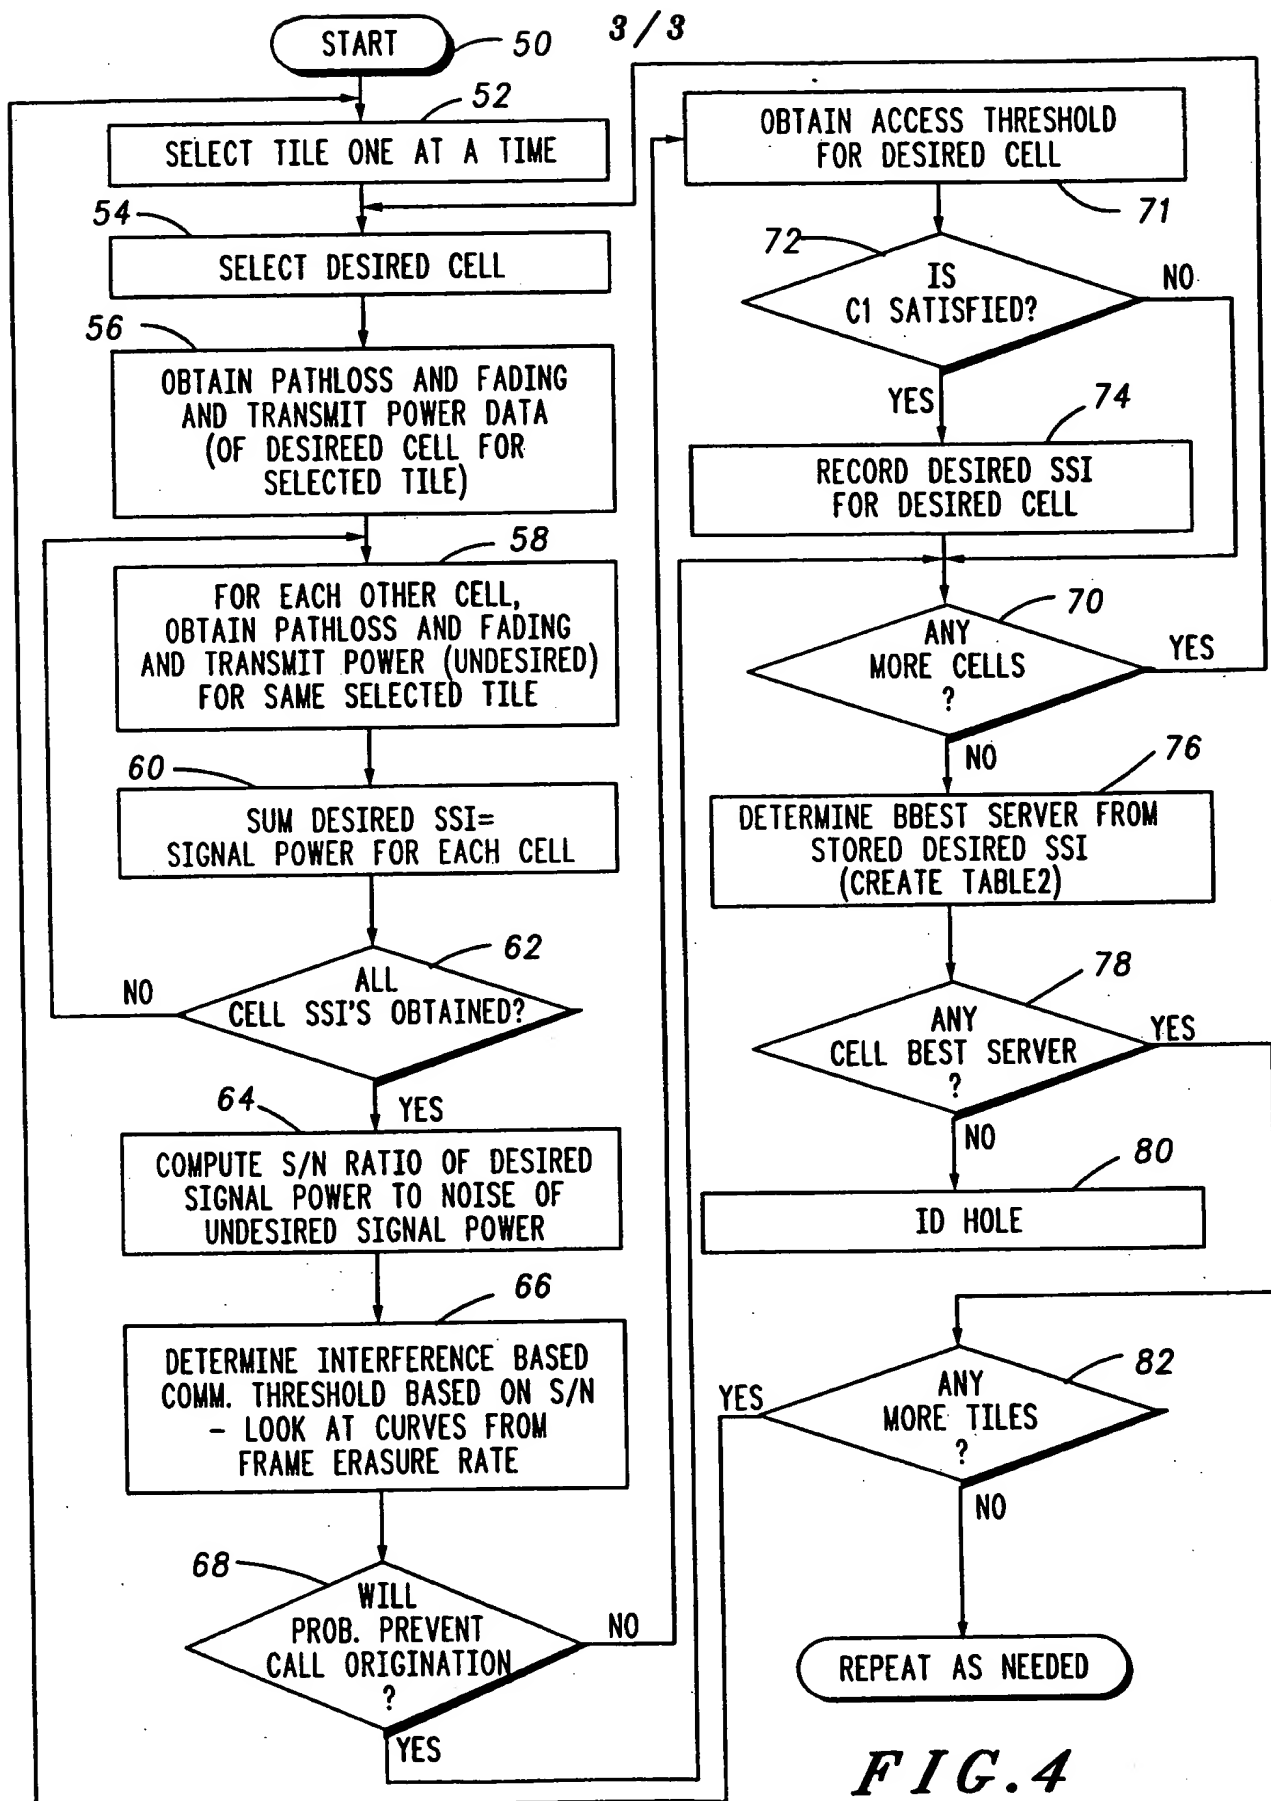 3/3
START
50
52
SELECT TILE ONE AT A TIME
54
SELECT DESIRED CELL
56
OBTAIN PATHLOSS AND FADING
AND TRANSMIT POWER DATA
(OF DESIREED CELL FOR
SELECTED TILE)
58
FOR EACH OTHER CELL,
OBTAIN PATHLOSS AND FADING
AND TRANSMIT POWER (UNDESIRED)
FOR SAME SELECTED TILE
60
SUM DESIRED SSI=
SIGNAL POWER FOR EACH CELL
62
ALL
CELL SSI'S OBTAINED?
NO
YES
64
COMPUTE S/N RATIO OF DESIRED
SIGNAL POWER TO NOISE OF
UNDESIRED SIGNAL POWER
66
DETERMINE INTERFERENCE BASED
COMM. THRESHOLD BASED ON S/N
- LOOK AT CURVES FROM
FRAME ERASURE RATE
68
WILL
PROB. PREVENT
CALL ORIGINATION
?
NO
YES
OBTAIN ACCESS THRESHOLD
FOR DESIRED CELL
71
72
IS
C1 SATISFIED?
NO
YES
74
RECORD DESIRED SSI
FOR DESIRED CELL
70
ANY
MORE CELLS
?
YES
NO
76
DETERMINE BBEST SERVER FROM
STORED DESIRED SSI
(CREATE TABLE2)
78
ANY
CELL BEST SERVER
?
YES
NO
80
ID HOLE
82
ANY
MORE TILES
?
YES
NO
REPEAT AS NEEDED
FIG.4